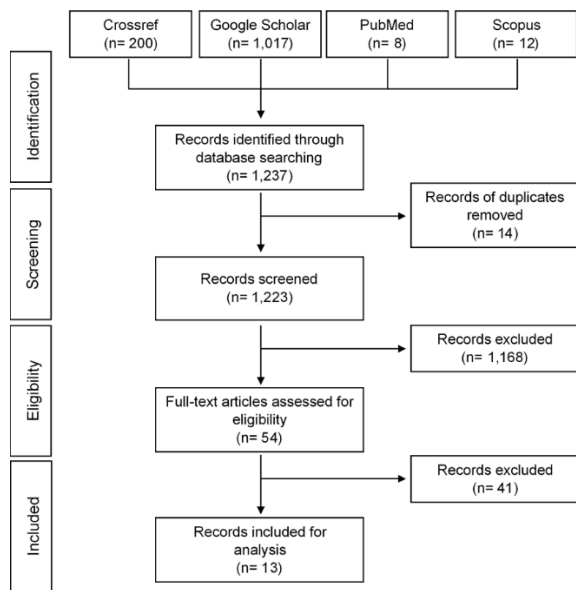 Crossref
(n= 200)
Google Scholar
(n= 1,017)
PubMed
(n= 8)
Scopus
(n= 12)
Identification
Records identified through
database searching
(n= 1,237)
Records of duplicates
removed
(n= 14)
Screening
Records screened
(n= 1,223)
Records excluded
(n= 1,168)
Eligibility
Full-text articles assessed for
eligibility
(n= 54)
Records excluded
(n= 41)
Included
Records included for
analysis
(n= 13)